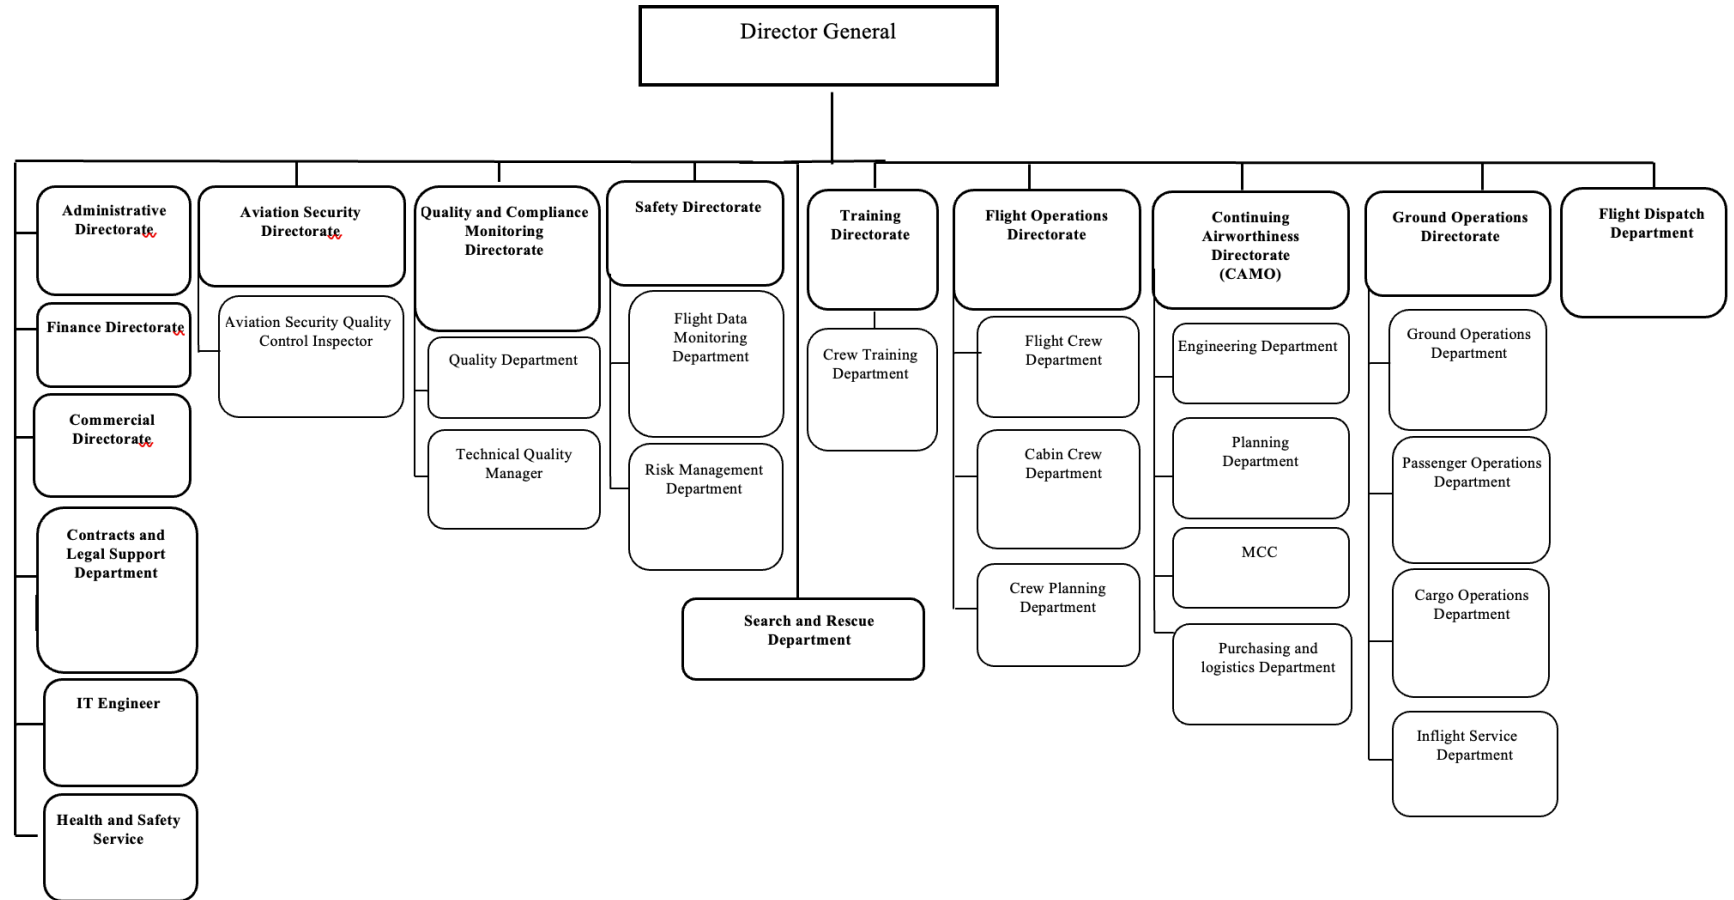 Director General
Administrative
Directorate
Finance Directorate
Commercial
Directorate
Contracts and
Legal Support
Department
IT Engineer
Health and Safety
Service
Aviation Security
Directorate
Aviation Security Quality
Control Inspector
Quality and Compliance
Monitoring
Directorate
Quality Department
Technical Quality
Manager
Safety Directorate
Flight Data
Monitoring
Department
Risk Management
Department
Search and Rescue
Department
Training
Directorate
Crew Training
Department
Flight Operations
Directorate
Flight Crew
Department
Cabin Crew
Department
Crew Planning
Department
Continuing
Airworthiness
Directorate
(CAMO)
Engineering Department
Planning
Department
MCC
Purchasing and
logistics Department
Ground Operations
Directorate
Ground Operations
Department
Passenger Operations
Department
Cargo Operations
Department
Inflight Service
Department
Flight Dispatch
Department